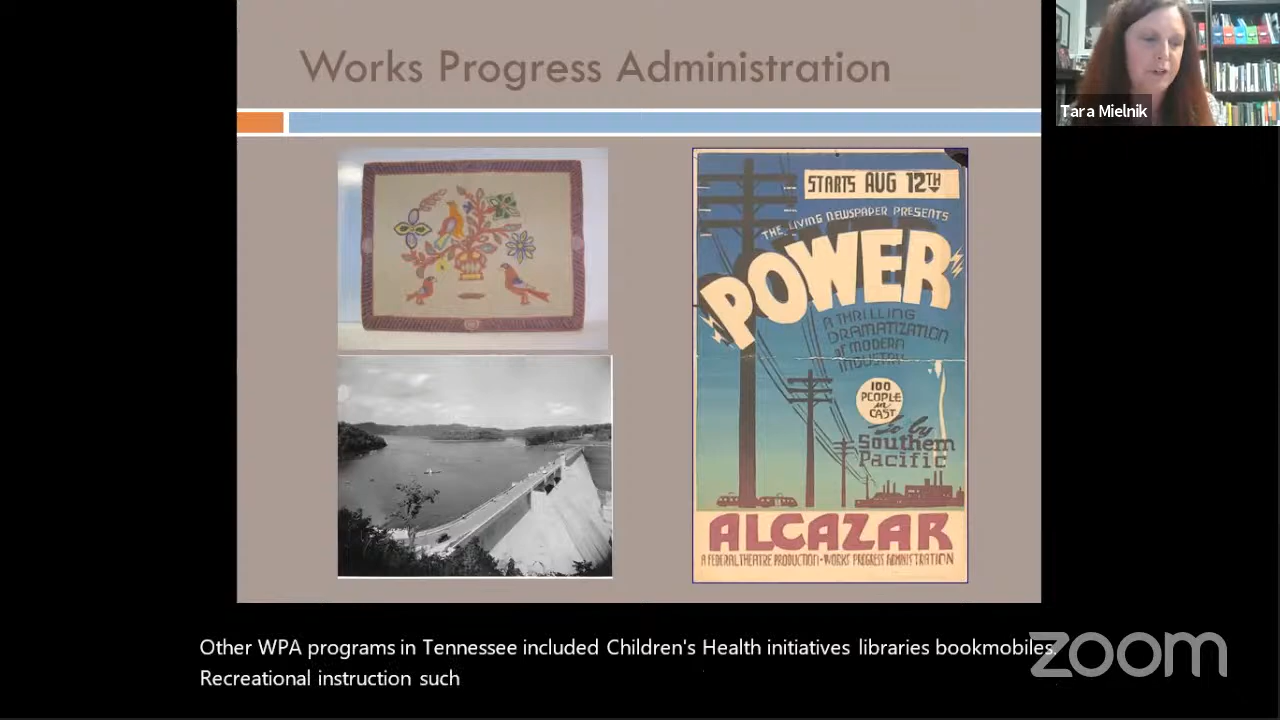 Works Progress Administration
Tara Mielnik
STARTS AUG 12TH
THE LIVING NEWSPAPER PRESENTS
POWER
A THRILLING
DRAMATIZATION
of MODERN
INDUSTRY
100
PEOPLE
in
CAST
Go by
Southern
Pacific
ALCAZAR
A FEDERAL THEATRE PRODUCTION-WORKS PROGRESS ADMINISTRATION
Other WPA programs in Tennessee included Children's Health initiatives libraries bookmobiles.
Recreational instruction such
zoom